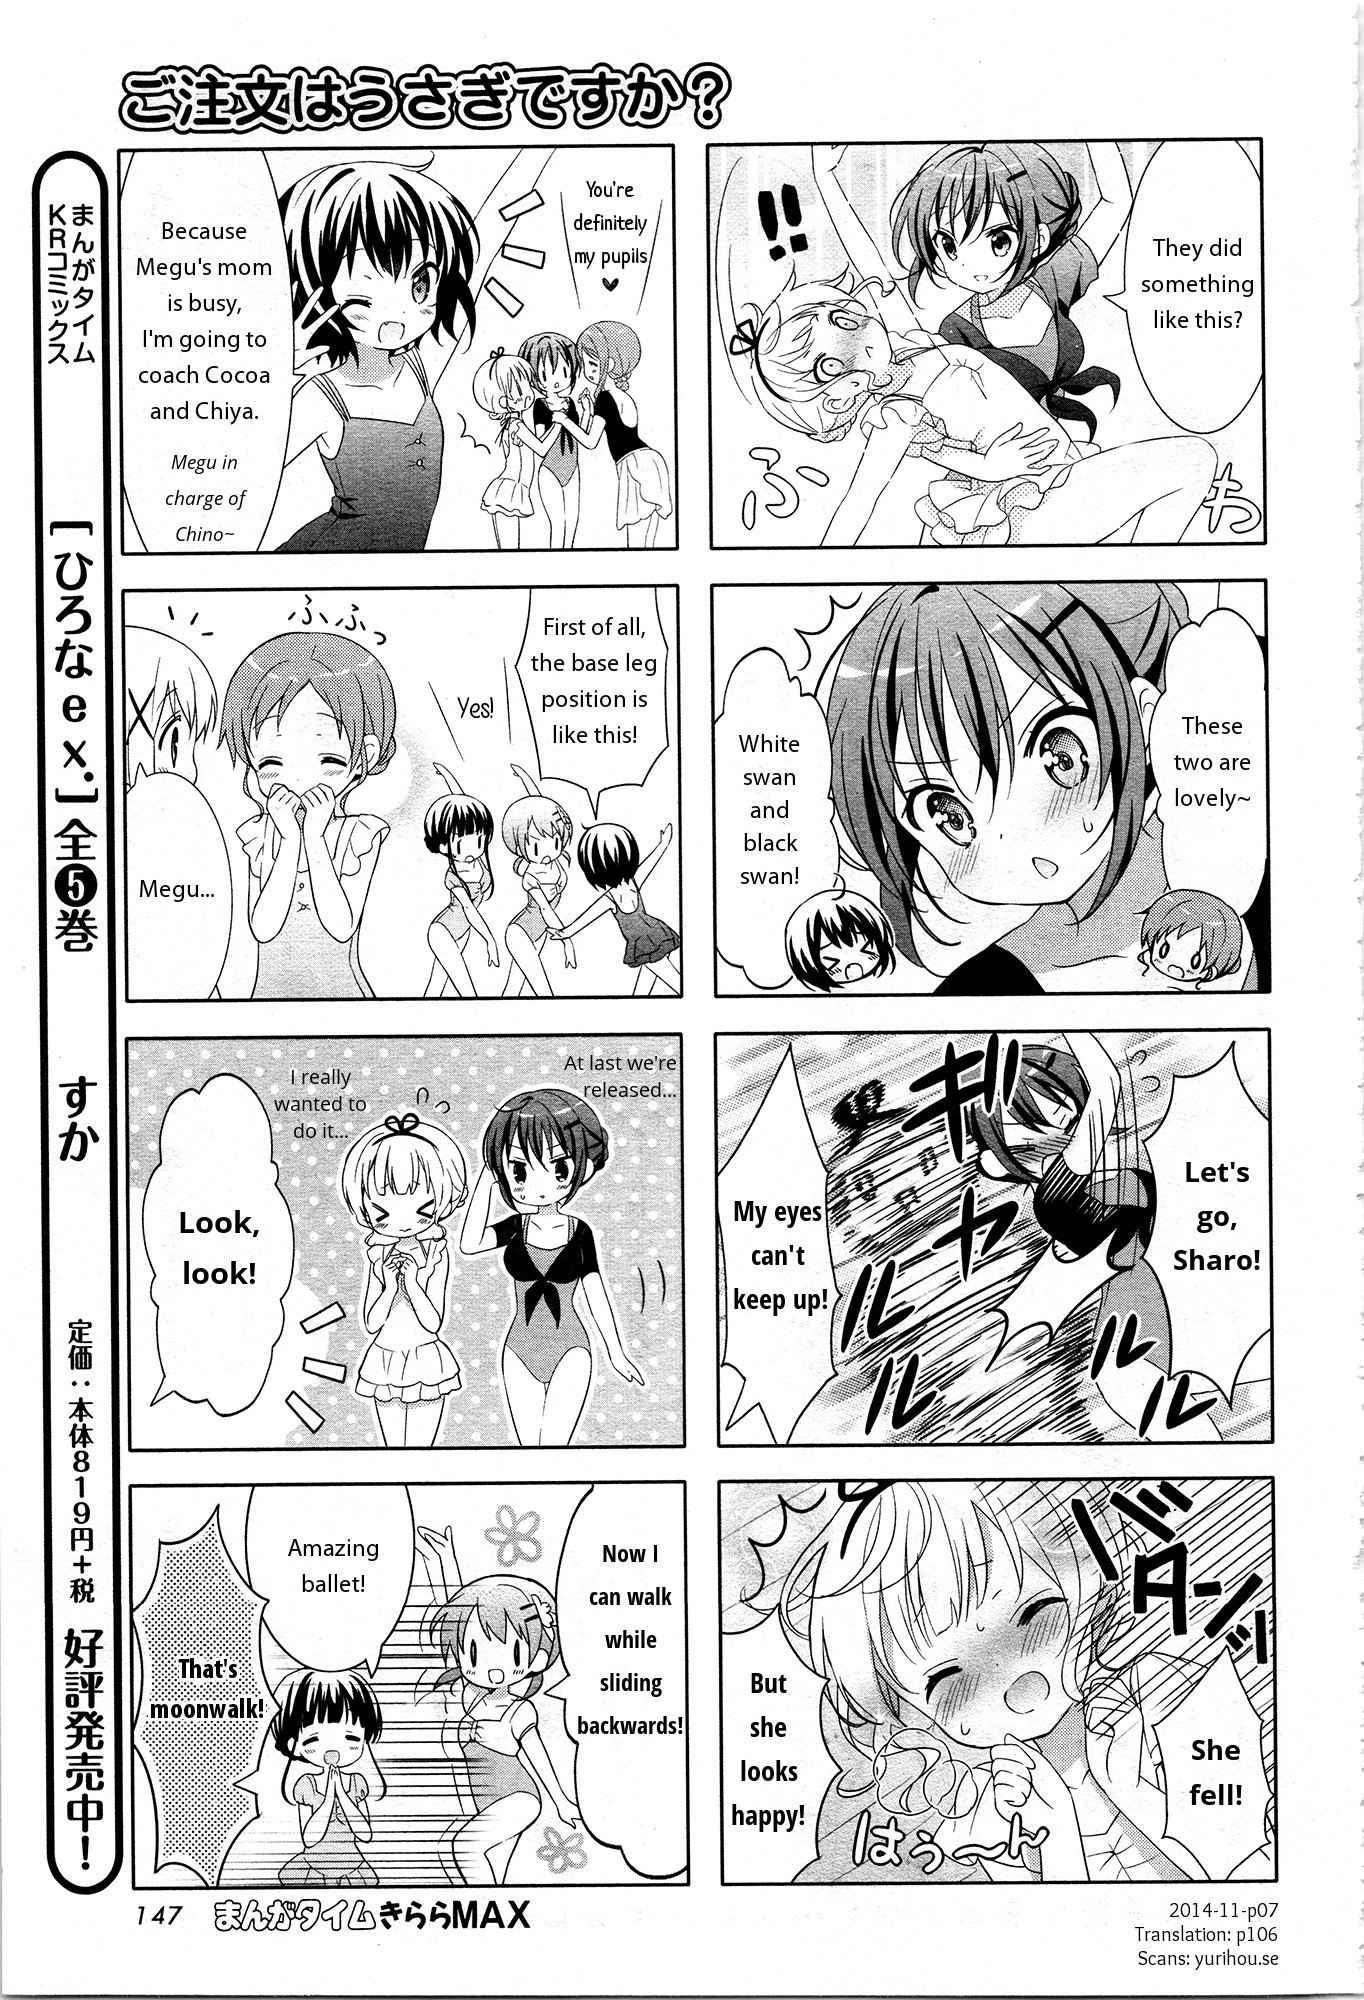 ご注文はうさぎですか？
They did
something
like this?
!!
ふ
わ
These
two are
lovely~
White
swan
and
black
swan!
Let's
go,
Sharo!
ギャ
ルルルル
My eyes
can't
keep up!
She
fell!
バターン
But
she
looks
happy!
はぅ～ん
You're
definitely
my pupils
♥
Because
Megu's mom
is busy,
I'm going to
coach Cocoa
and Chiya.
Megu in
charge of
Chino~
First of all,
the base leg
position is
like this!
Yes!
ふふっ
Megu...
At last we're
released...
I really
wanted to
do it...
Look,
look!
Now I
can walk
while
sliding
backwards!
Amazing
ballet!
That's
moonwalk!
まんがタイム
KRコミックス
［ひろなex.］全5巻
すか
定価：本体819円＋税
好評発売中！
147
まんがタイムきららMAX
2014-11-p07
Translation: p106
Scans: yurihou.se